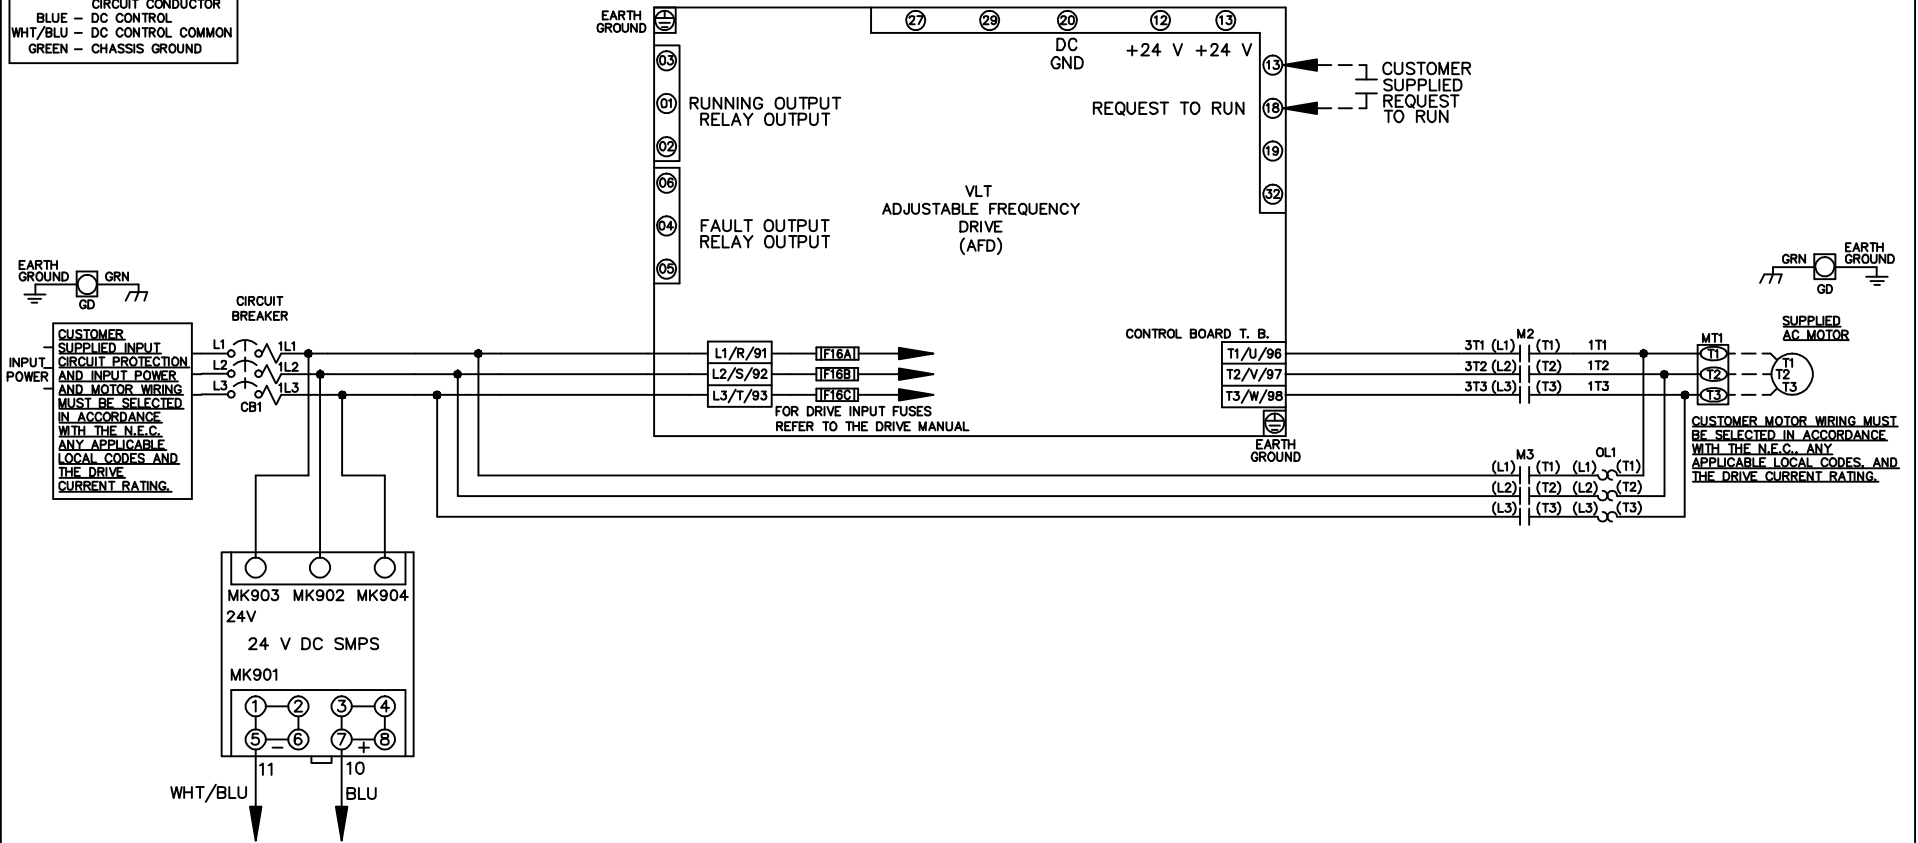 CIRCUIT CONDUCTOR
BLUE – DC CONTROL
WHT/BLU – DC CONTROL COMMON
GREEN – CHASSIS GROUND
EARTH
GROUND
27 29 20 12 13
DC
GND
+24 V +24 V
03
01
02
RUNNING OUTPUT
RELAY OUTPUT
06
04
05
FAULT OUTPUT
RELAY OUTPUT
VLT
ADJUSTABLE FREQUENCY
DRIVE
(AFD)
REQUEST TO RUN
13
18
19
32
CUSTOMER
SUPPLIED
REQUEST
TO RUN
EARTH
GROUND
GRN
GD
CIRCUIT
BREAKER
INPUT
POWER
CUSTOMER
SUPPLIED INPUT
CIRCUIT PROTECTION
AND INPUT POWER
AND MOTOR WIRING
MUST BE SELECTED
IN ACCORDANCE
WITH THE N.E.C.
ANY APPLICABLE
LOCAL CODES AND
THE DRIVE
CURRENT RATING.
L1 1L1
L2 1L2
L3 1L3
CB1
L1/R/91 F16A
L2/S/92 F16B
L3/T/93 F16C
FOR DRIVE INPUT FUSES
REFER TO THE DRIVE MANUAL
CONTROL BOARD T. B.
T1/U/96
T2/V/97
T3/W/98
EARTH
GROUND
M2
3T1 (L1) (T1) 1T1
3T2 (L2) (T2) 1T2
3T3 (L3) (T3) 1T3
MT1
T1
T2
T3
GRN
EARTH
GROUND
GD
SUPPLIED
AC MOTOR
T1
T2
T3
CUSTOMER MOTOR WIRING MUST
BE SELECTED IN ACCORDANCE
WITH THE N.E.C., ANY
APPLICABLE LOCAL CODES, AND
THE DRIVE CURRENT RATING.
M3 OL1
(L1) (T1) (L1) (T1)
(L2) (T2) (L2) (T2)
(L3) (T3) (L3) (T3)
MK903 MK902 MK904
24V
24 V DC SMPS
MK901
1 2 3 4
5 – 6 7 + 8
11 10
WHT/BLU BLU